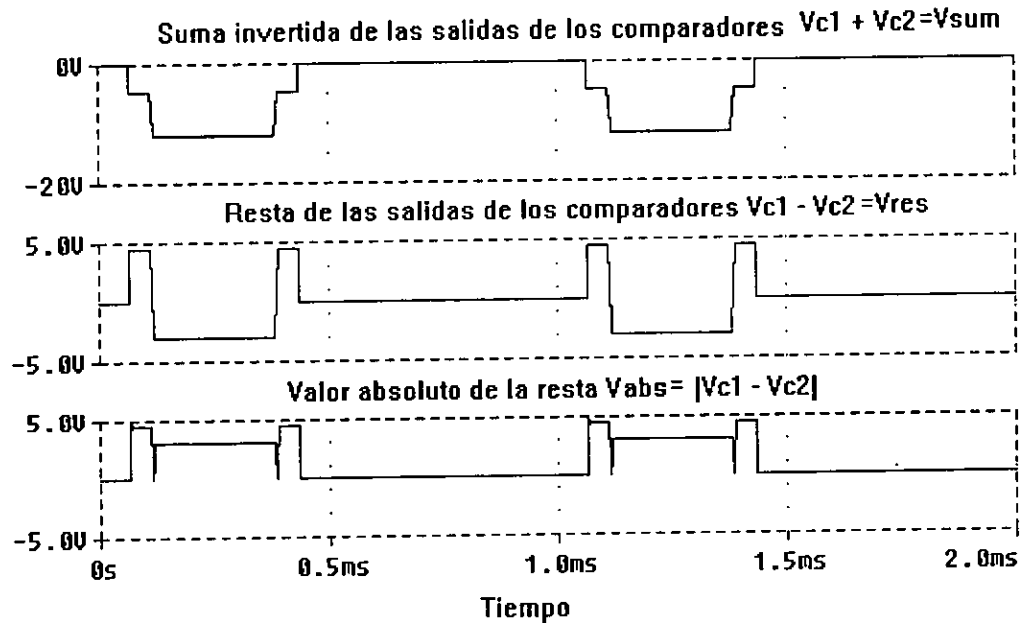 Suma invertida de las salidas de los comparadores Vc1 + Vc2=Vsum
0V
-20V
Resta de las salidas de los comparadores Vc1 - Vc2 =Vres
5.0V
-5.0V
Valor absoluto de la resta Vabs= |Vc1 - Vc2|
5.0V
-5.0V
0s 0.5ms 1.0ms 1.5ms 2.0ms
Tiempo